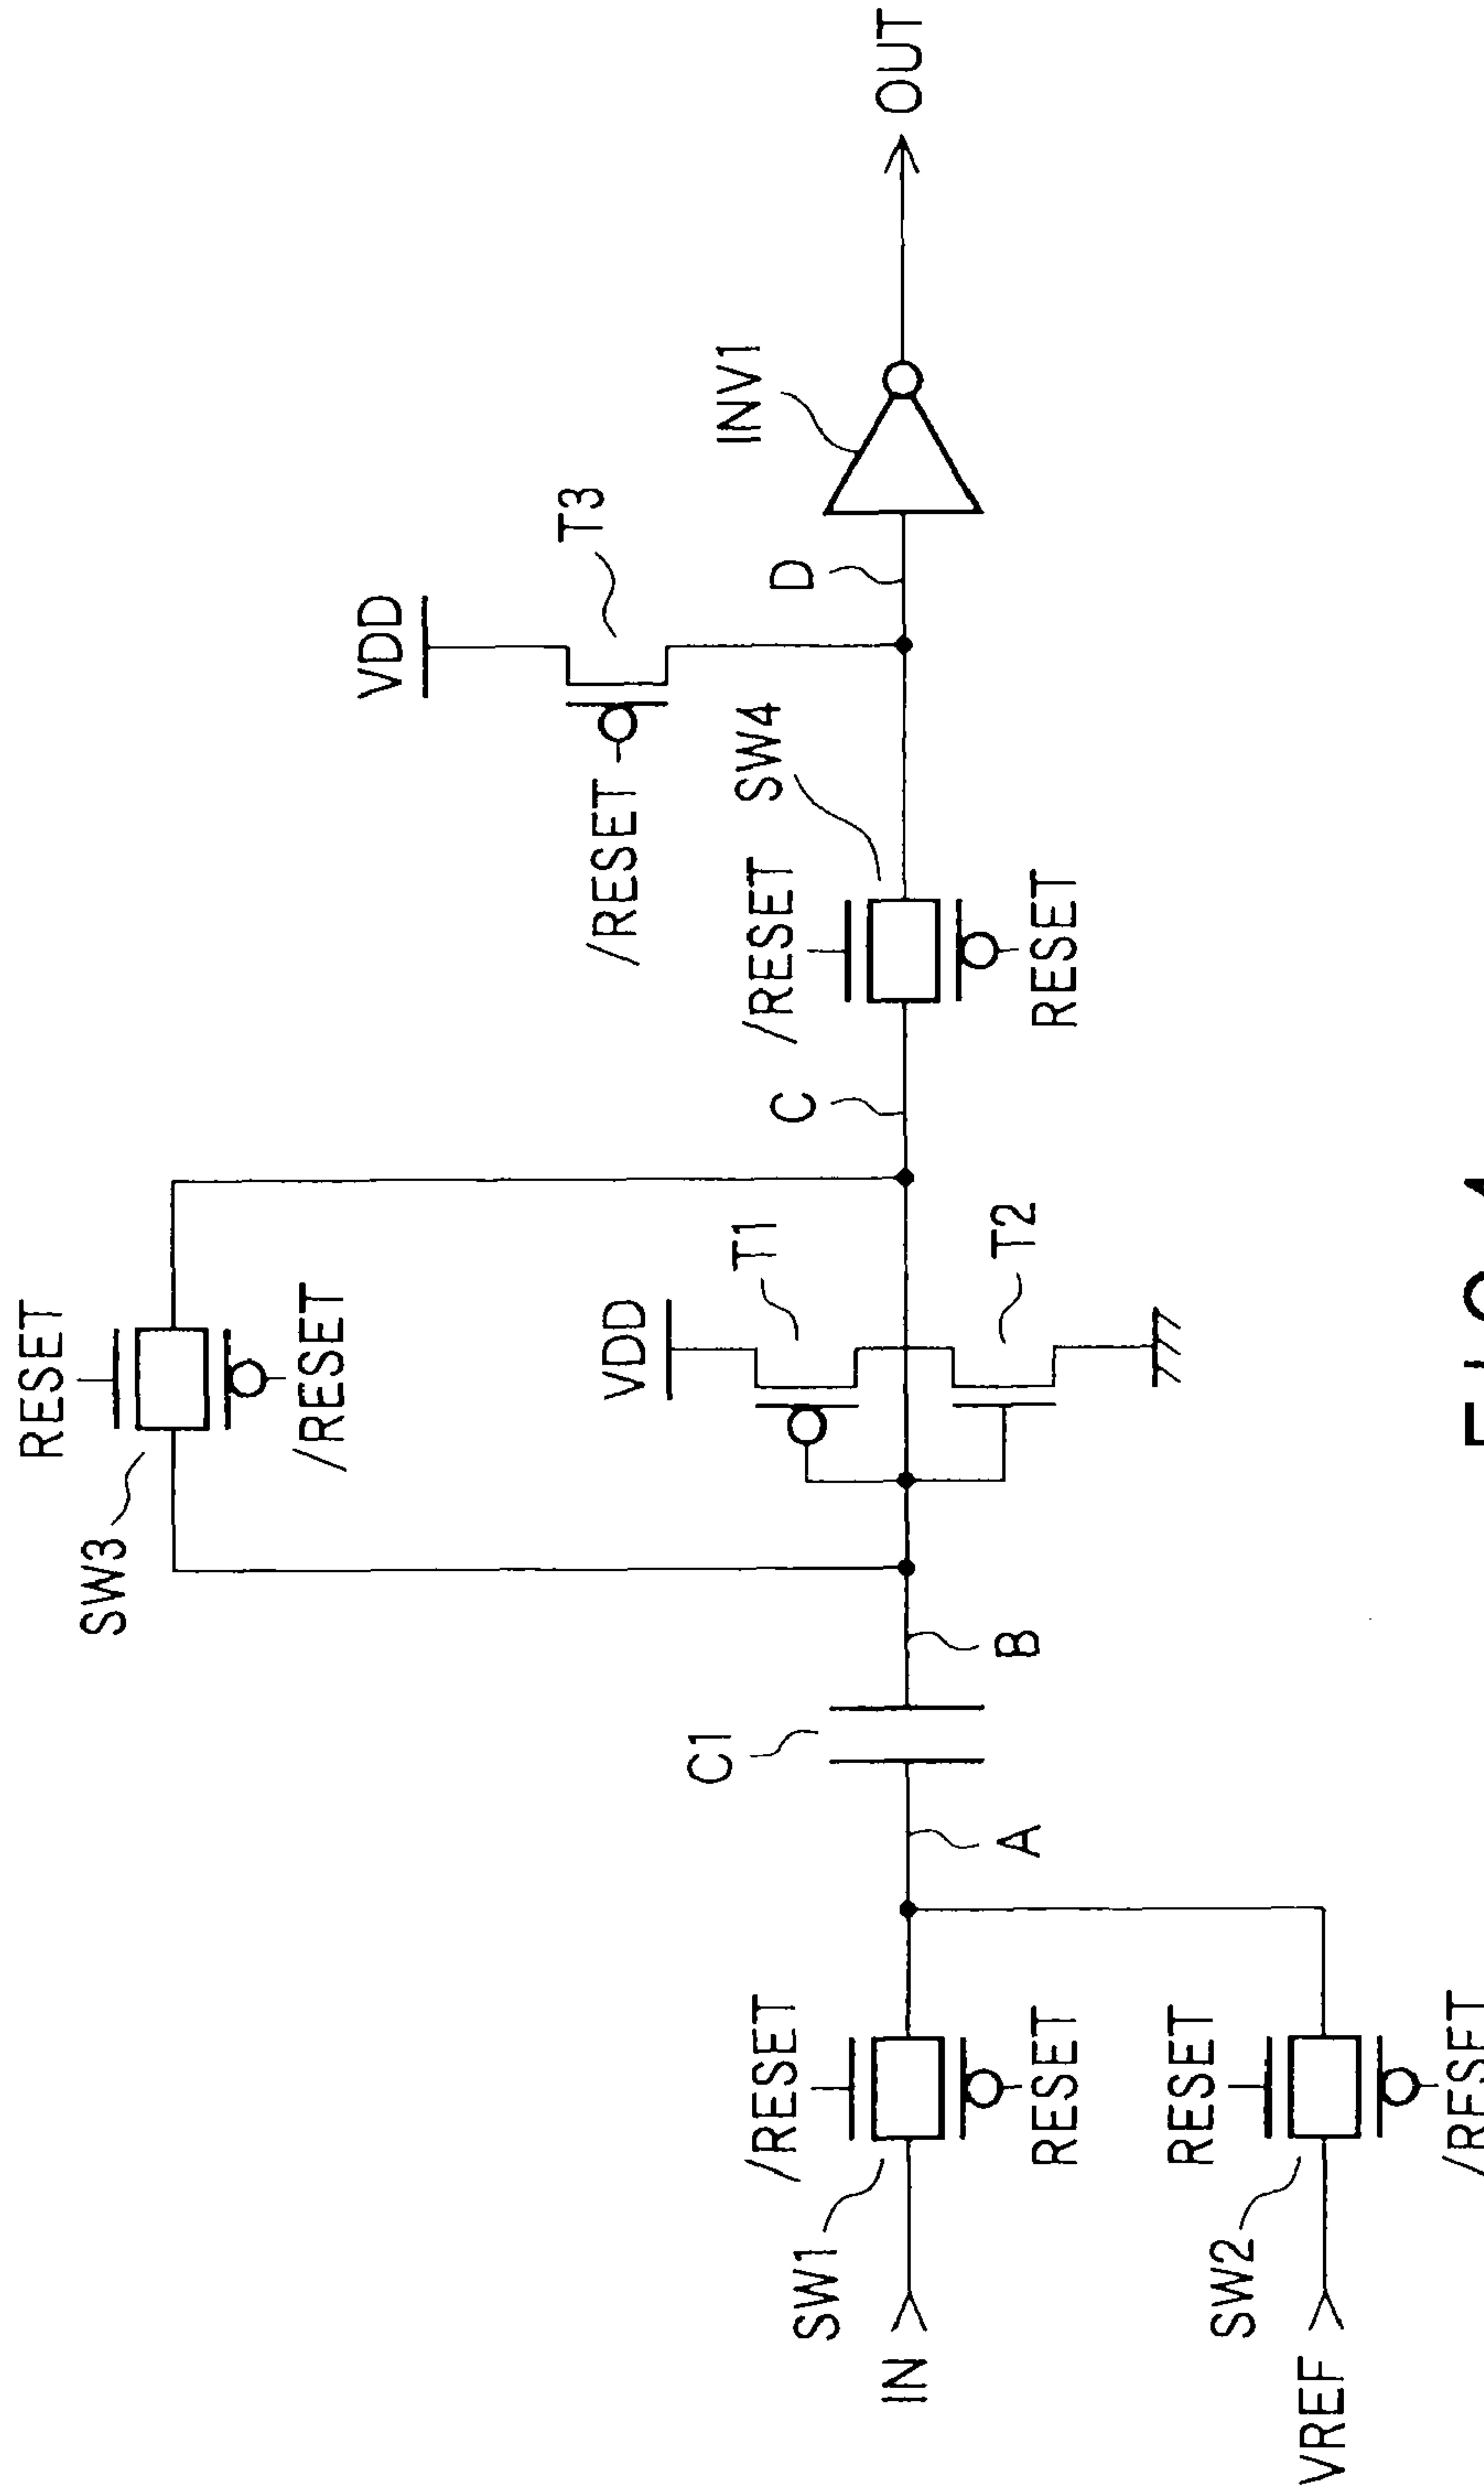 RESET
SW3
/RESET
VDD
T3
/RESET
VDD
C1
T1
INV1
SW4
/RESET
/RESET
C
D
SW1
IN
OUT
A
B
T2
RESET
RESET
RESET
SW2
VREF
/RESET